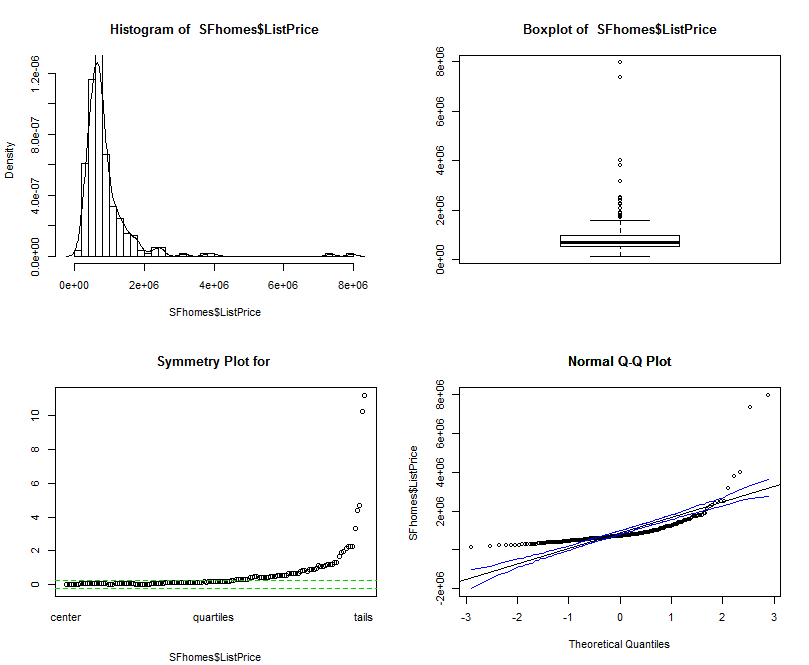 Histogram of  SFhomes$ListPrice
Density
0.0e+00 4.0e-07 8.0e-07 1.2e-06
0e+00 2e+06 4e+06 6e+06 8e+06
SFhomes$ListPrice
Boxplot of  SFhomes$ListPrice
0e+00 2e+06 4e+06 6e+06 8e+06
Symmetry Plot for
0 2 4 6 8 10
center quartiles tails
SFhomes$ListPrice
Normal Q-Q Plot
SFhomes$ListPrice
-2e+06 2e+06 4e+06 6e+06 8e+06
-3 -2 -1 0 1 2 3
Theoretical Quantiles